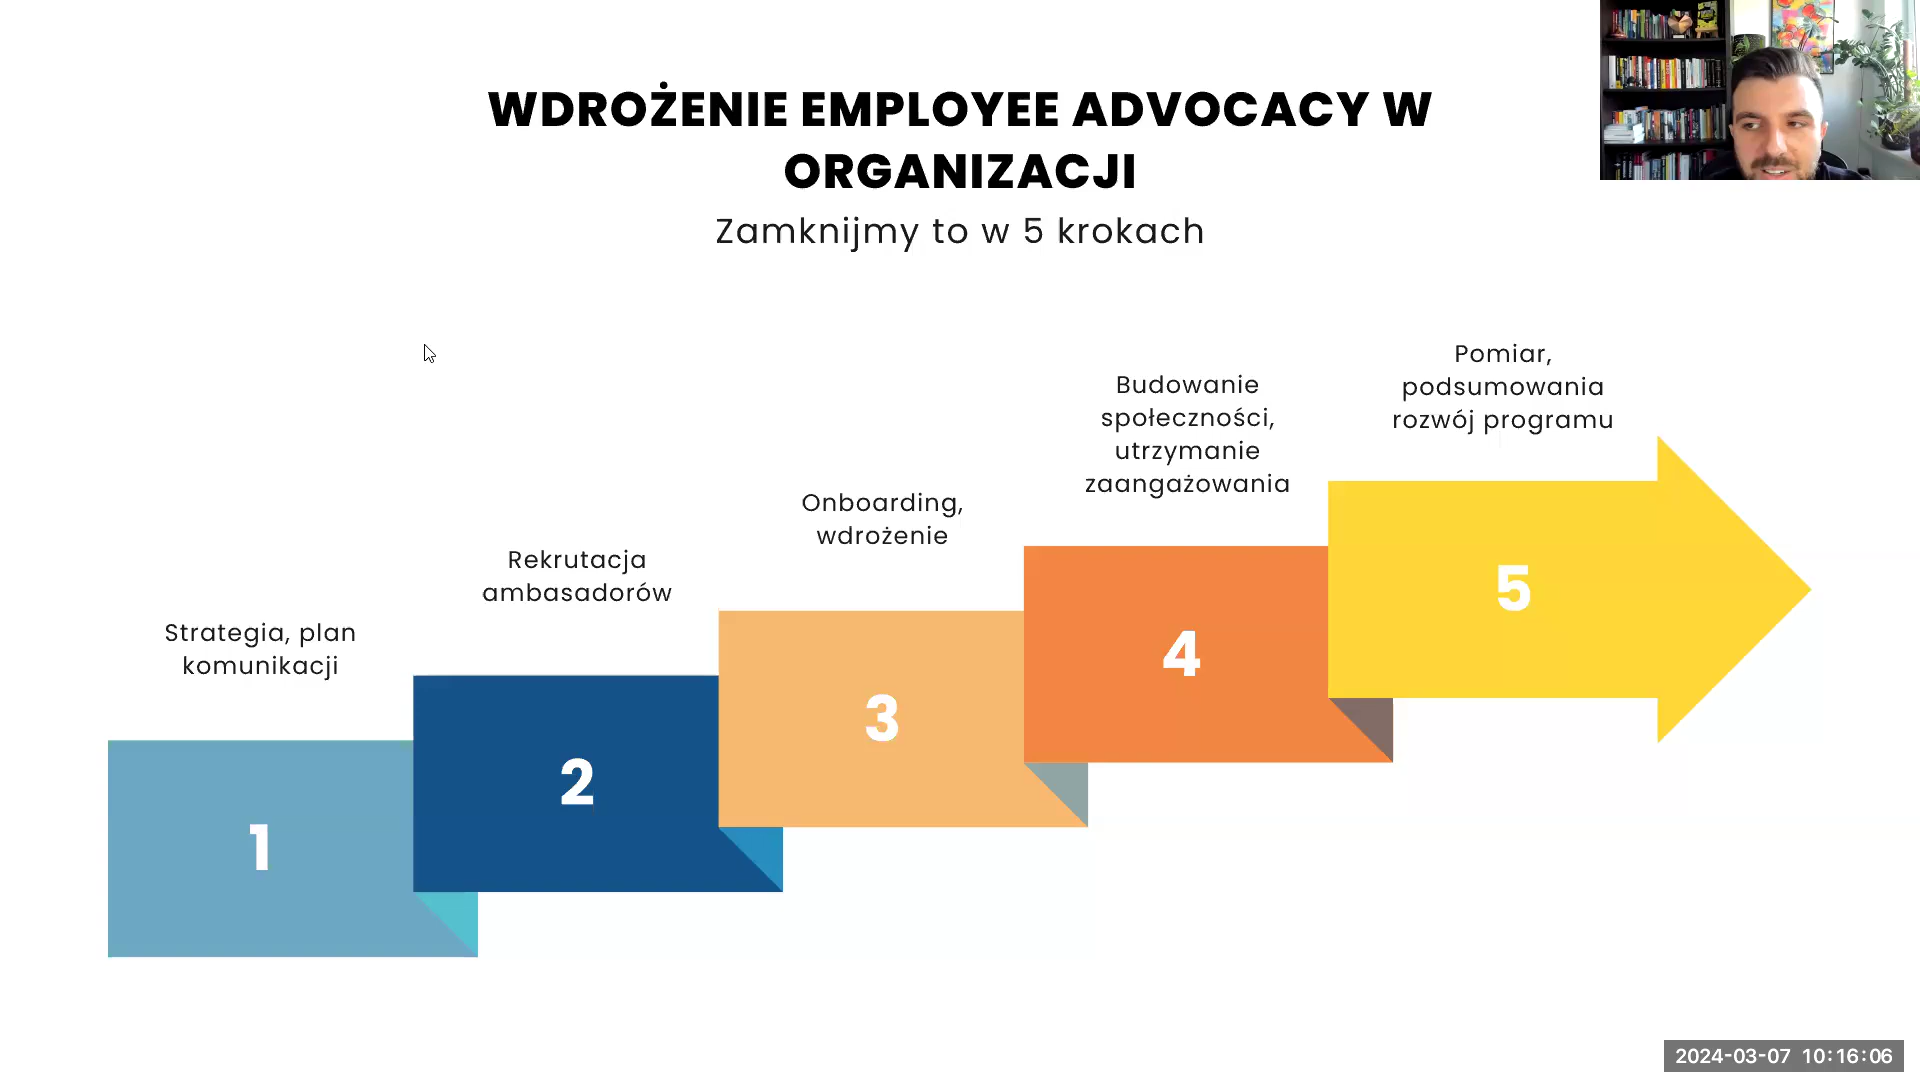 WDROŻENIE EMPLOYEE ADVOCACY W
ORGANIZACJI
Zamknijmy to w 5 krokach
Strategia, plan
komunikacji
1
Rekrutacja
ambasadorów
2
Onboarding,
wdrożenie
3
Budowanie
społeczności,
utrzymanie
zaangażowania
4
Pomiar,
podsumowania
rozwój programu
5
2024-03-07 10:16:06